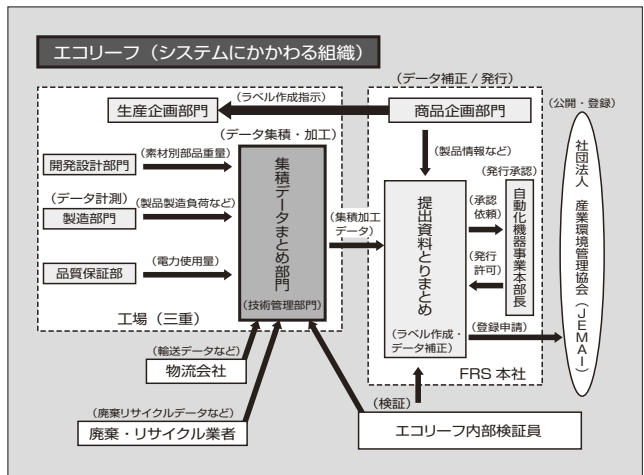 エコリーフ（システムにかかわる組織）
（データ補正 / 発行）
（公開・登録）
生産企画部門
（ラベル作成指示）
商品企画部門
（データ集積・加工）
（製品情報など）
開発設計部門
（素材別部品重量）
（データ計測）
製造部門
（製品製造負荷など）
品質保証部
（電力使用量）
集積データまとめ部門
（技術管理部門）
工場（三重）
（集積加工
データ）
提出資料とりまとめ
（ラベル作成・
データ補正）
（承認
依頼）
（発行
許可）
（発行承認）
自動化機器事業本部長
（登録申請）
FRS 本社
社団法人　産業環境管理協会（JEMAI）
（輸送データなど）
物流会社
（廃棄リサイクルデータなど）
廃棄・リサイクル業者
（検証）
エコリーフ内部検証員